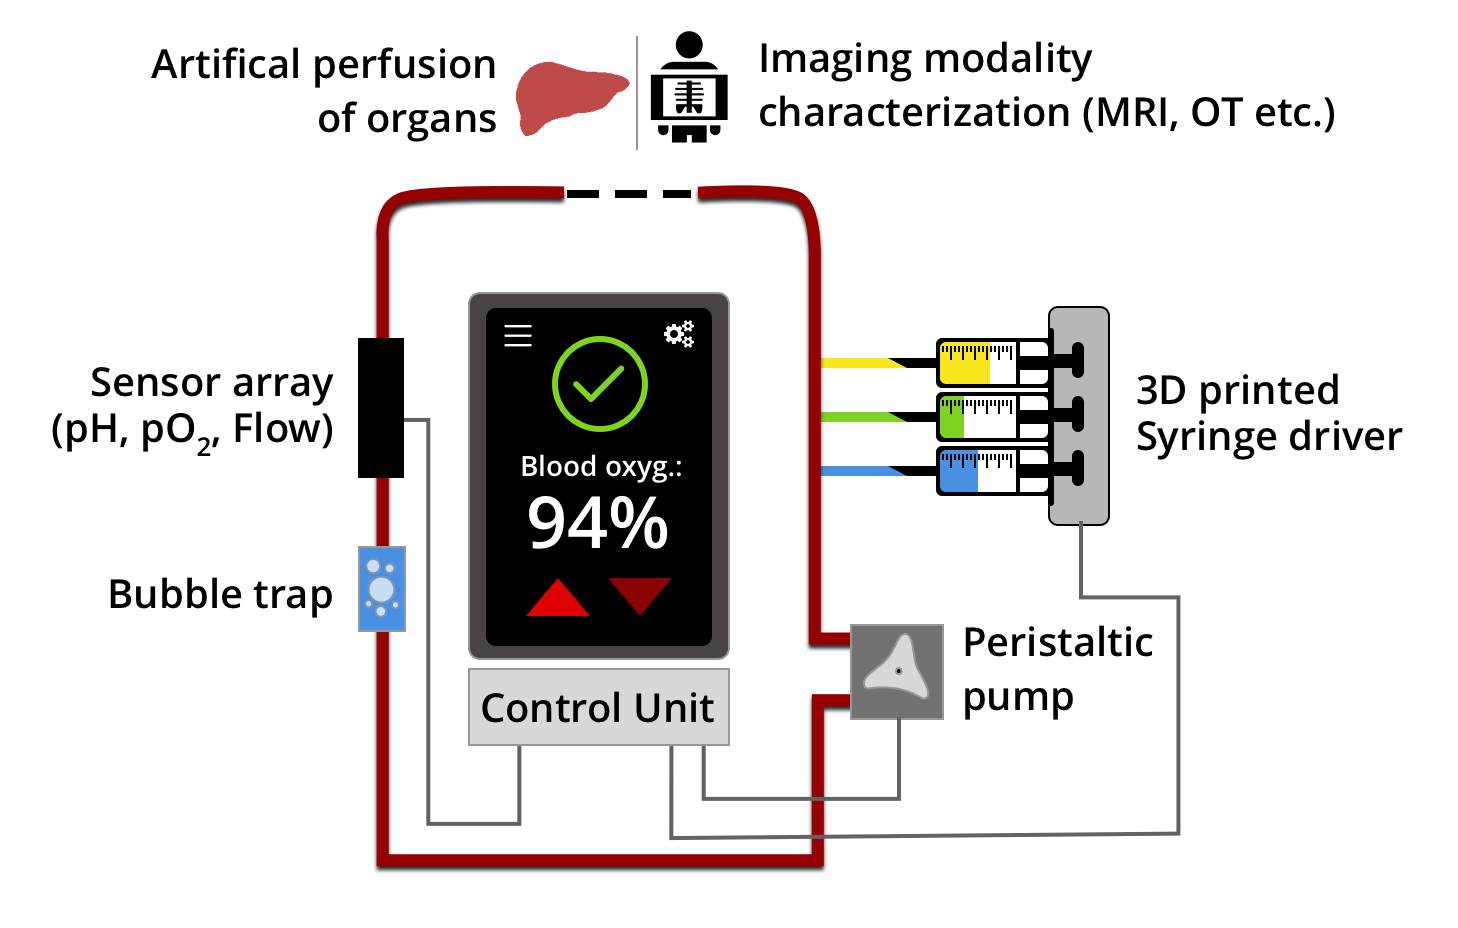 Artifical perfusion
of organs
Imaging modality
characterization (MRI, OT etc.)
Sensor array
(pH, pO₂, Flow)
Blood oxyg.:
94%
3D printed
Syringe driver
Bubble trap
Control Unit
Peristaltic
pump